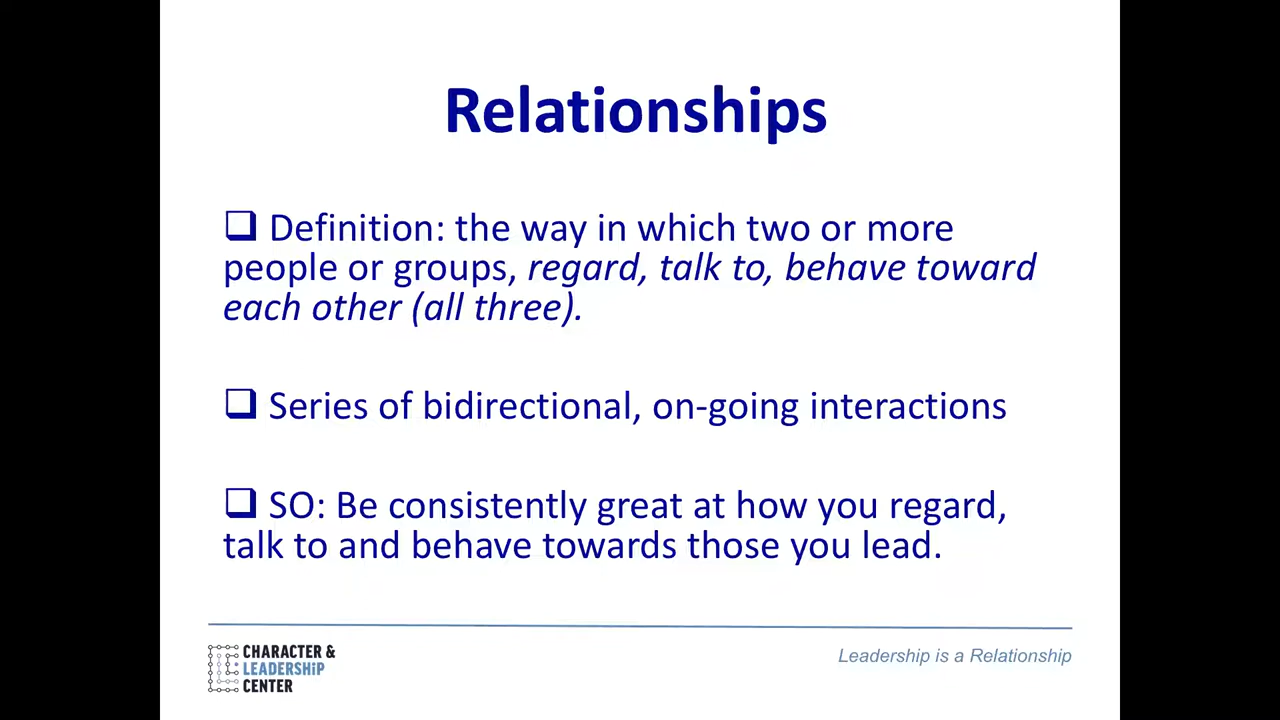 Relationships
❑ Definition: the way in which two or more
people or groups, regard, talk to, behave toward
each other (all three).
❑ Series of bidirectional, on-going interactions
❑ SO: Be consistently great at how you regard,
talk to and behave towards those you lead.
CHARACTER &
LEADERSHiP
CENTER
Leadership is a Relationship